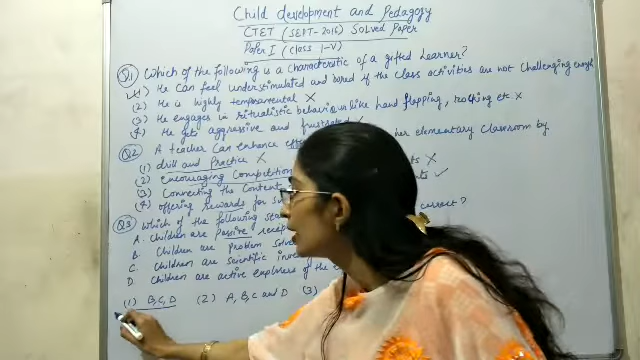 Child development and Pedagogy
CTET (SEPT-2016) Solved Paper
Paper I (Class I-V)
Q1 Which of the following is a characteristic of a gifted learner?
(1) He can feel understimulated and bored if the class activities are not challenging enough
(2) He is highly temperamental ×
(3) He engages in ritualistic behaviour like hand flapping, rocking etc ×
(4) He gets aggressive and frustrated
Q2 A teacher can enhance her elementary classroom by
(1) drill and practice ×
(2) Encouraging Competition ×
(3) Connecting the Content ✓
(4) offering rewards for
Q3 Which of the following correct?
A. Children are passive
B. Children are problem
C. Children are scientific
D. Children are active explorers of the
(1) B, C, D (2) A, B, C and D (3)